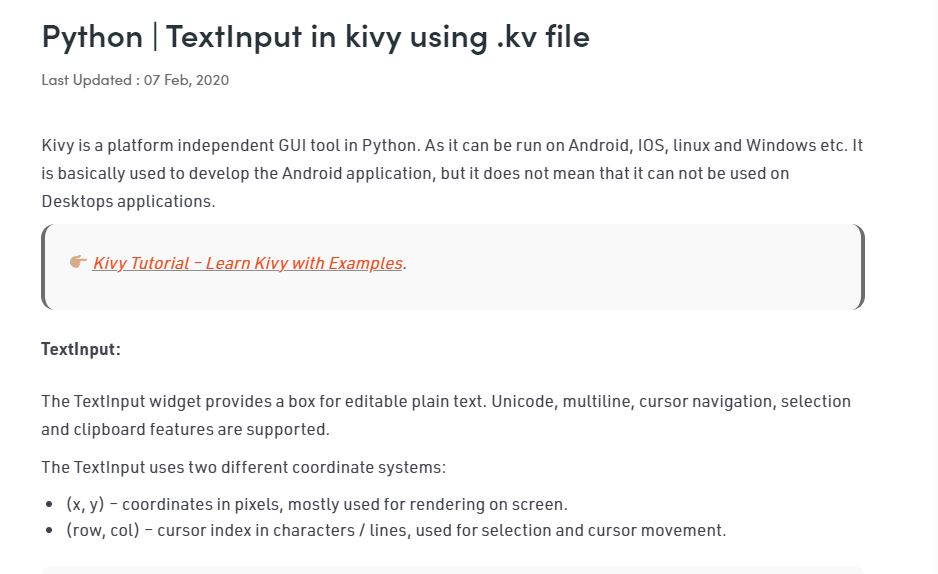 Python | TextInput in kivy using .kv file
Last Updated : 07 Feb, 2020
Kivy is a platform independent GUI tool in Python. As it can be run on Android, IOS, linux and Windows etc. It
is basically used to develop the Android application, but it does not mean that it can not be used on
Desktops applications.
Kivy Tutorial – Learn Kivy with Examples.
TextInput:
The TextInput widget provides a box for editable plain text. Unicode, multiline, cursor navigation, selection
and clipboard features are supported.
The TextInput uses two different coordinate systems:
(x, y) – coordinates in pixels, mostly used for rendering on screen.
(row, col) – cursor index in characters / lines, used for selection and cursor movement.